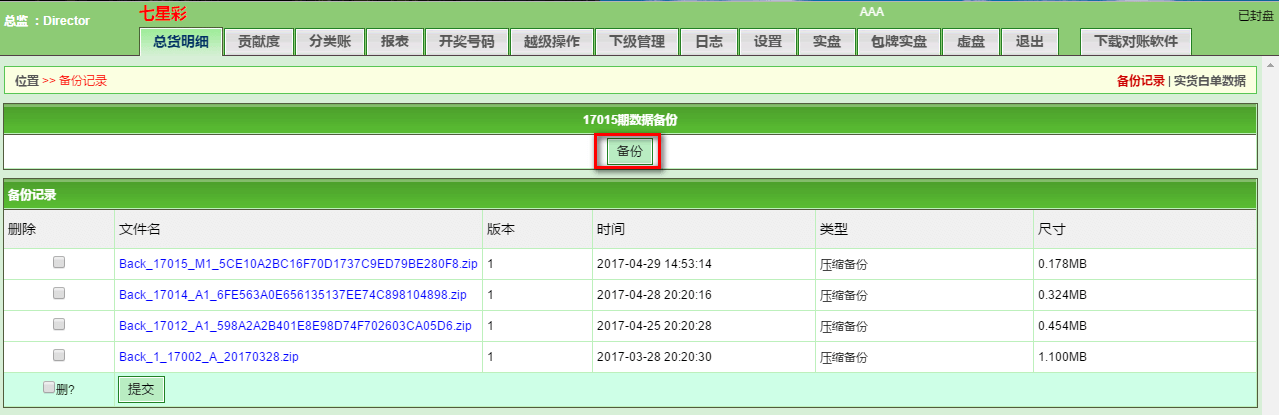 总监 ：Director
七星彩
AAA
已封盘
总货明细 贡献度 分类账 报表 开奖号码 越级操作 下级管理 日志 设置 实盘 包牌实盘 虚盘 退出 下载对账软件
位置 >> 备份记录
备份记录 | 实货白单数据
17015期数据备份
备份
备份记录
删除 文件名 版本 时间 类型 尺寸
Back_17015_M1_5CE10A2BC16F70D1737C9ED79BE280F8.zip 1 2017-04-29 14:53:14 压缩备份 0.178MB
Back_17014_A1_6FE563A0E656135137EE74C898104898.zip 1 2017-04-28 20:20:16 压缩备份 0.324MB
Back_17012_A1_598A2A2B401E8E98D74F702603CA05D6.zip 1 2017-04-25 20:20:28 压缩备份 0.454MB
Back_1_17002_A_20170328.zip 1 2017-03-28 20:20:30 压缩备份 1.100MB
删? 提交